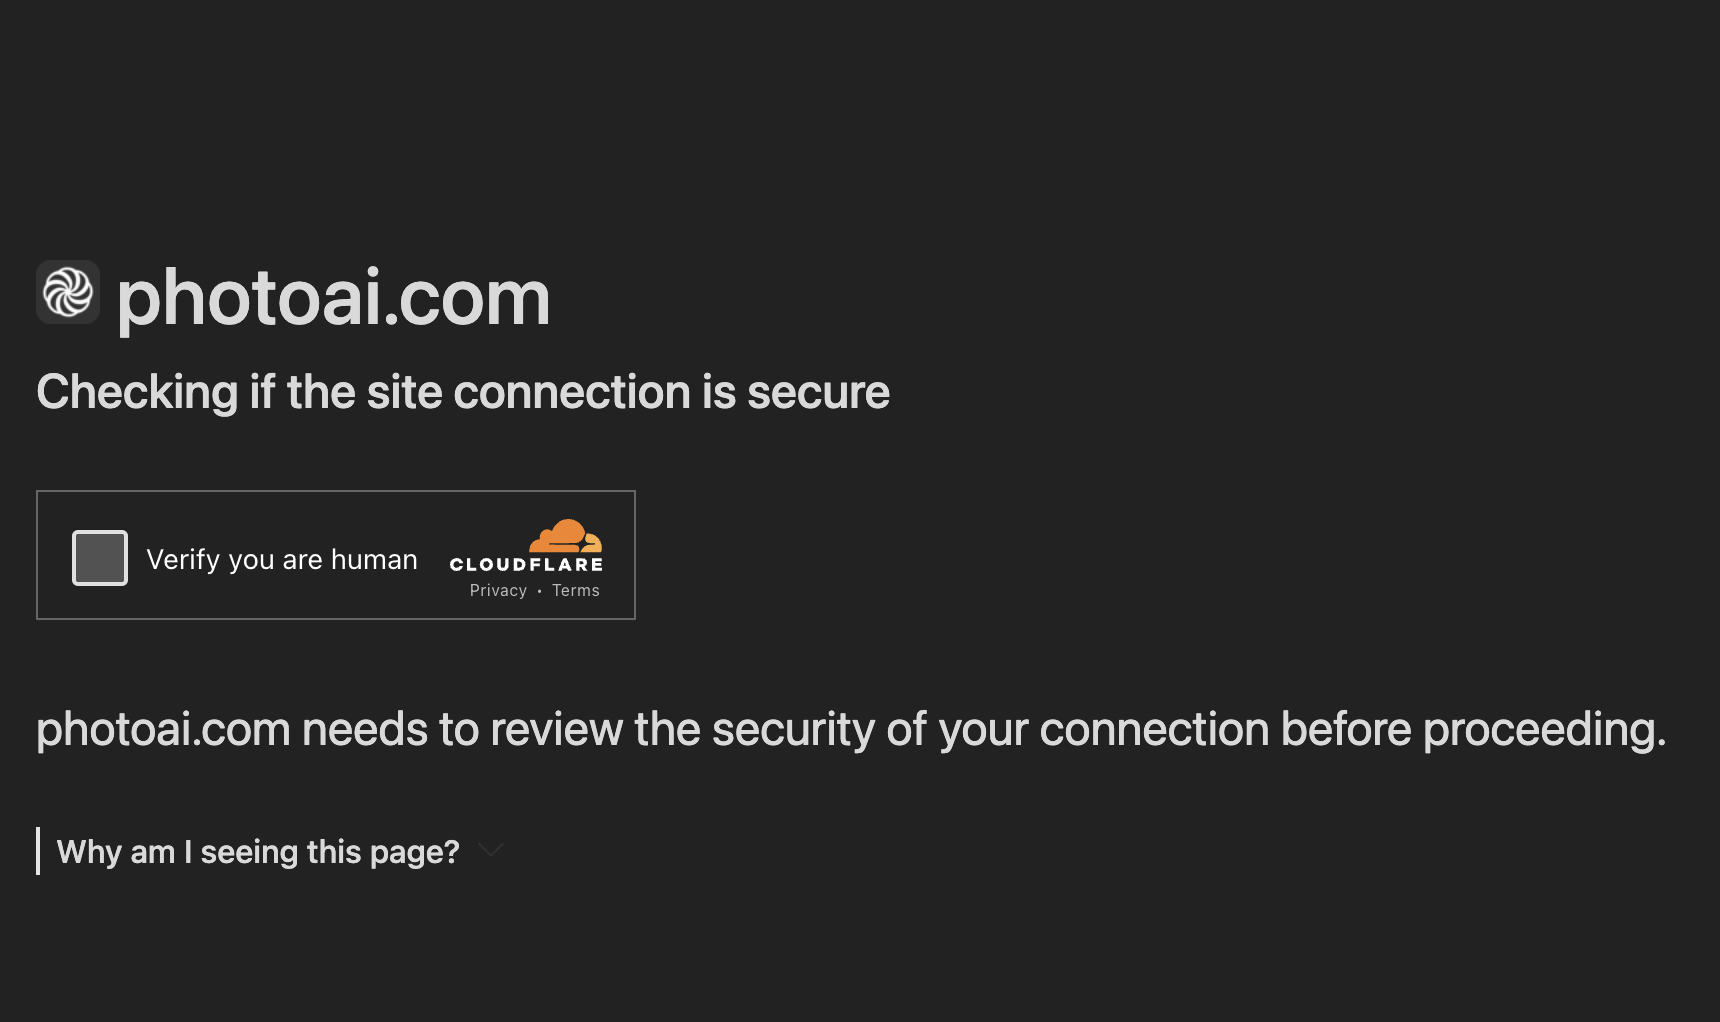 photoai.com
Checking if the site connection is secure
Verify you are human
CLOUDFLARE
Privacy • Terms
photoai.com needs to review the security of your connection before proceeding.
Why am I seeing this page?